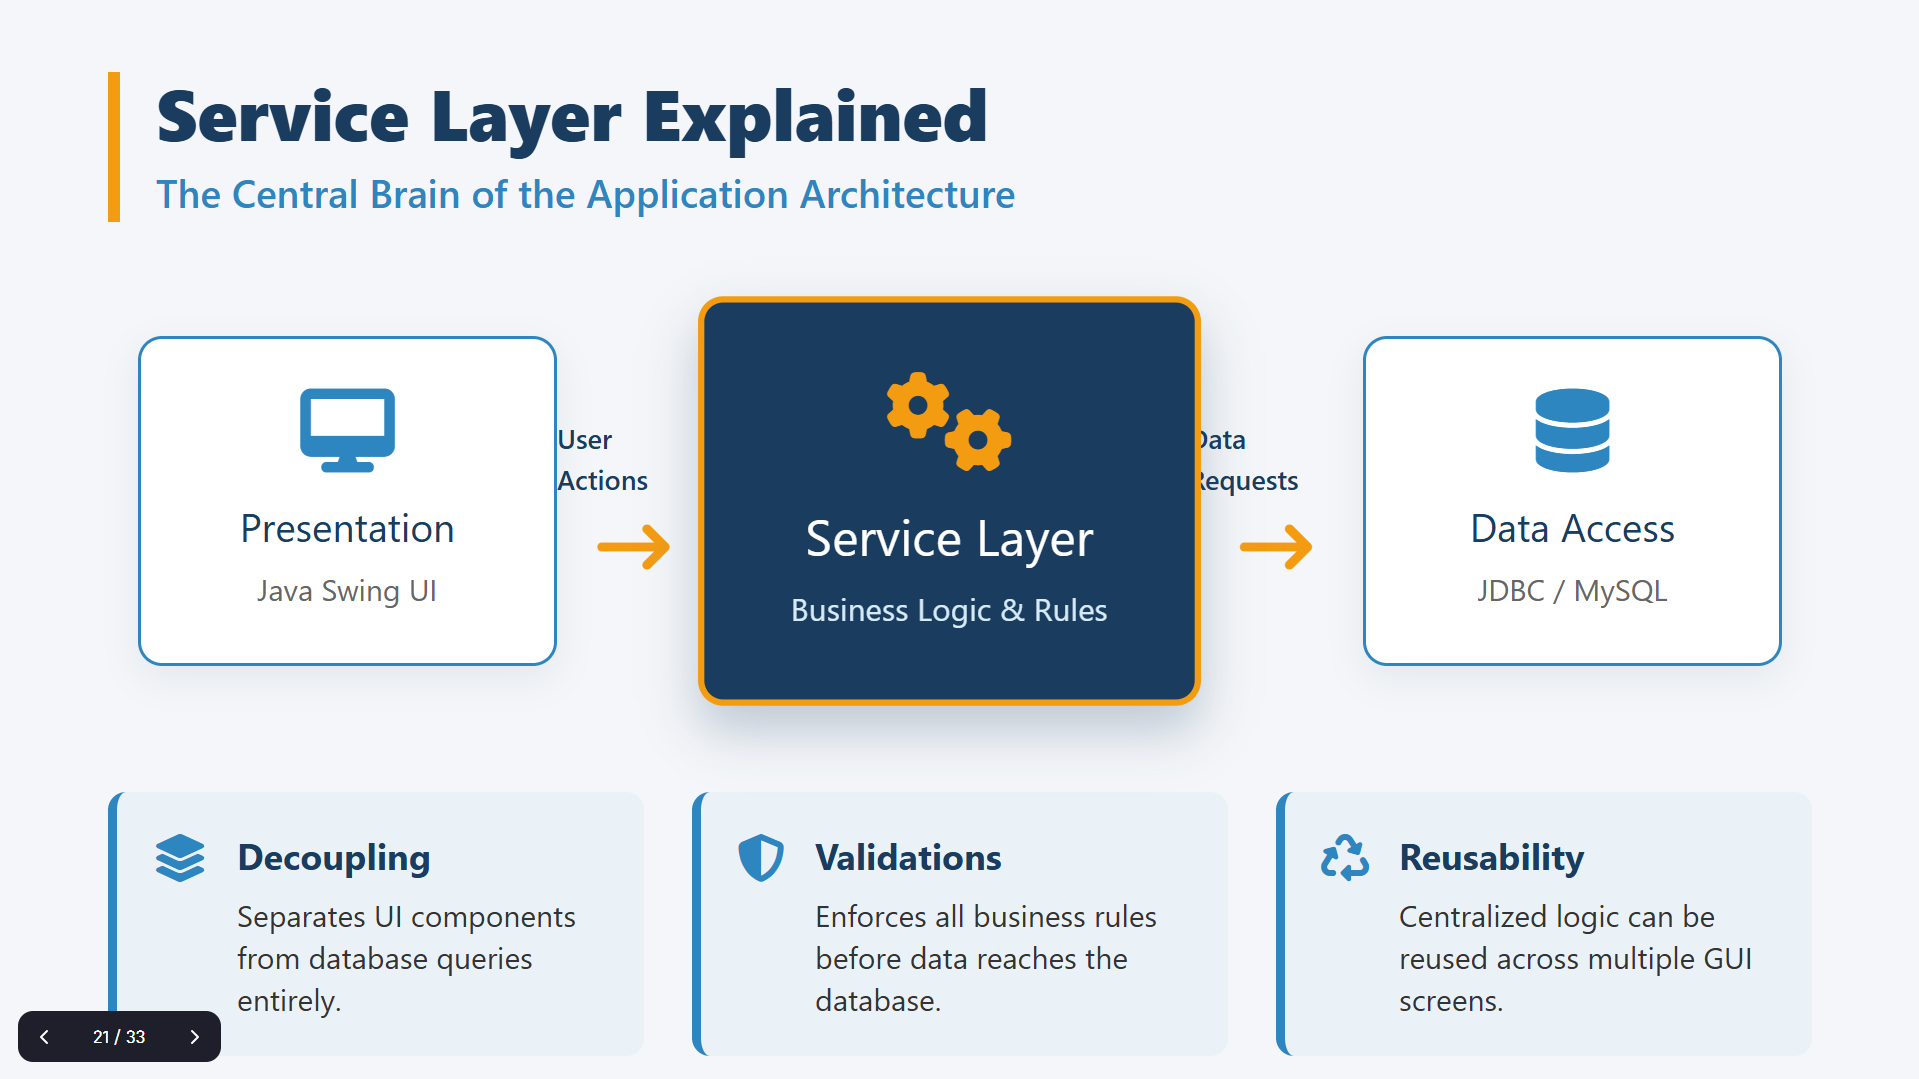 Service Layer Explained
The Central Brain of the Application Architecture
Presentation
Java Swing UI
User
Actions
Service Layer
Business Logic & Rules
Data
Requests
Data Access
JDBC / MySQL
Decoupling
Separates UI components
from database queries
entirely.
Validations
Enforces all business rules
before data reaches the
database.
Reusability
Centralized logic can be
reused across multiple GUI
screens.
21 / 33